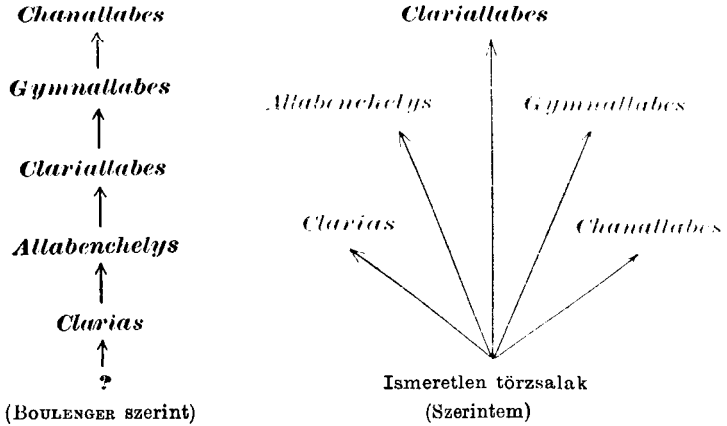 Chanallabes
Gymnallabes
Clariallabes
Allabenchelys
Clarias
?
(BOULENGER szerint)
Clariallabes
Allabenchelys
Gymnallabes
Clarias
Chanallabes
Ismeretlen törzsalak
(Szerintem)